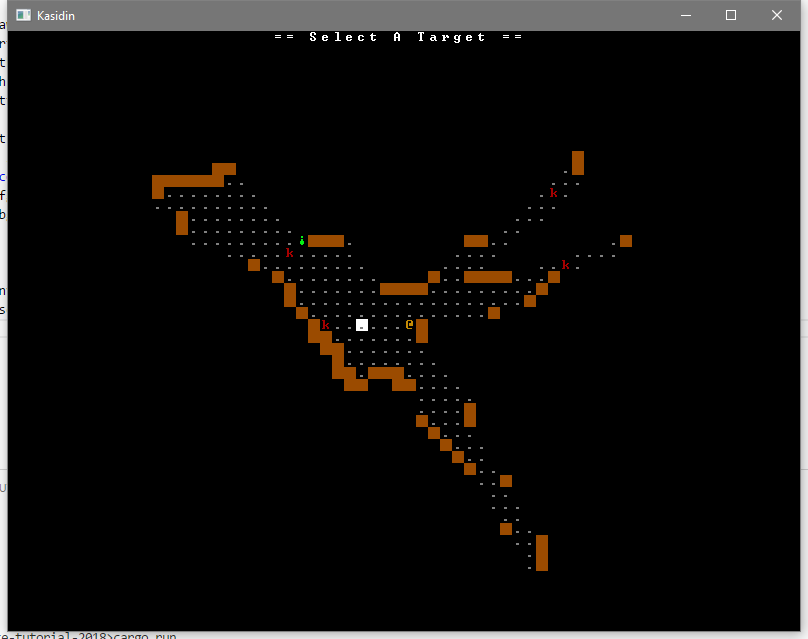 Kasidin
== Select A Target ==
k
k
k
k @
e-tutorial-2018>cargo run